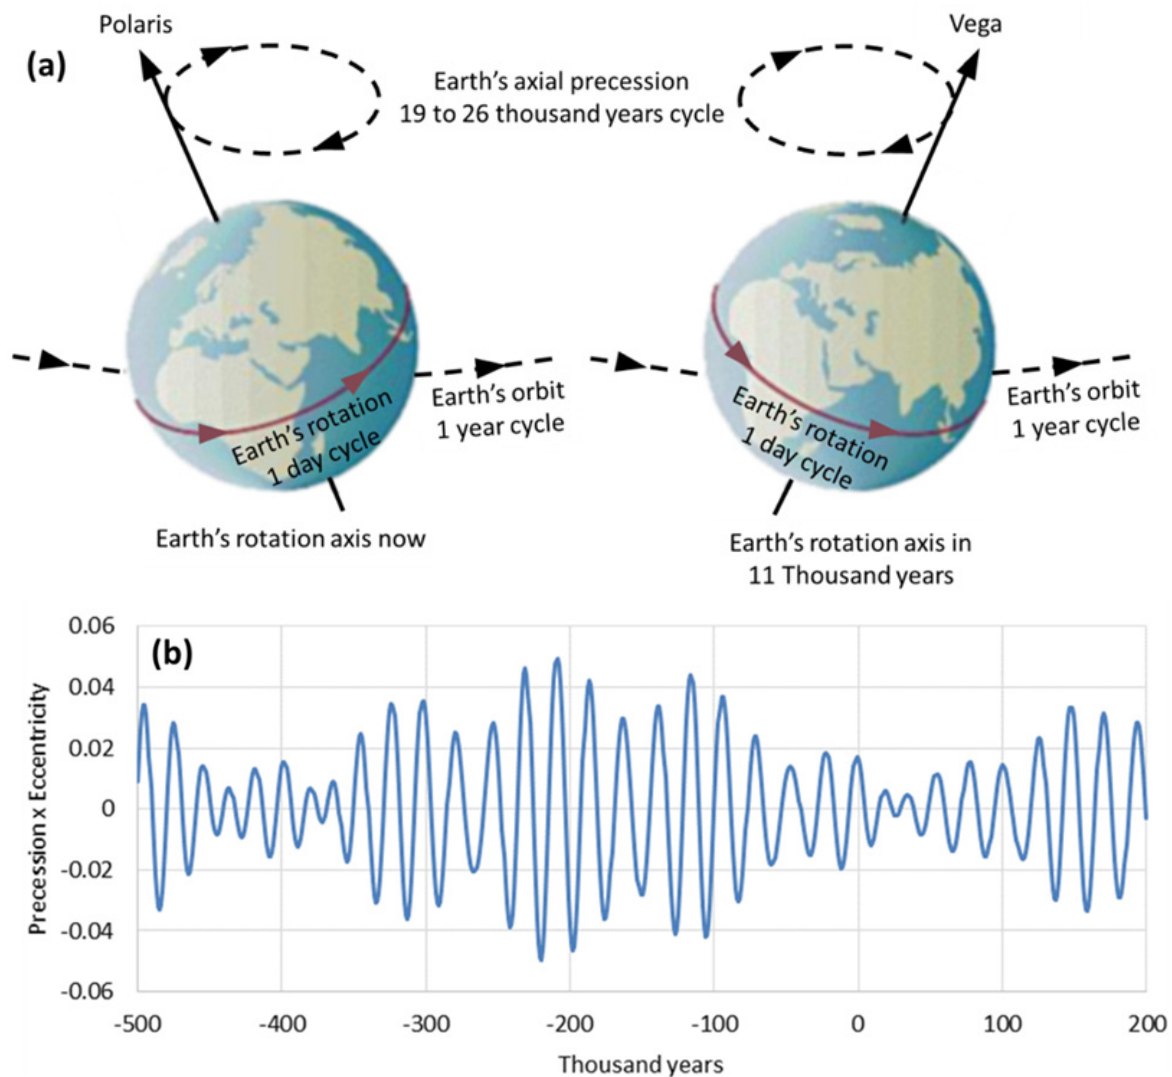 Polaris
Vega
(a)
Earth's axial precession
19 to 26 thousand years cycle
Earth's rotation
1 day cycle
Earth's orbit
1 year cycle
Earth's rotation
1 day cycle
Earth's orbit
1 year cycle
Earth's rotation axis now
Earth's rotation axis in
11 Thousand years
(b)
Precession x Eccentricity
0.06
0.04
0.02
0
-0.02
-0.04
-0.06
-500
-400
-300
-200
-100
0
100
200
Thousand years